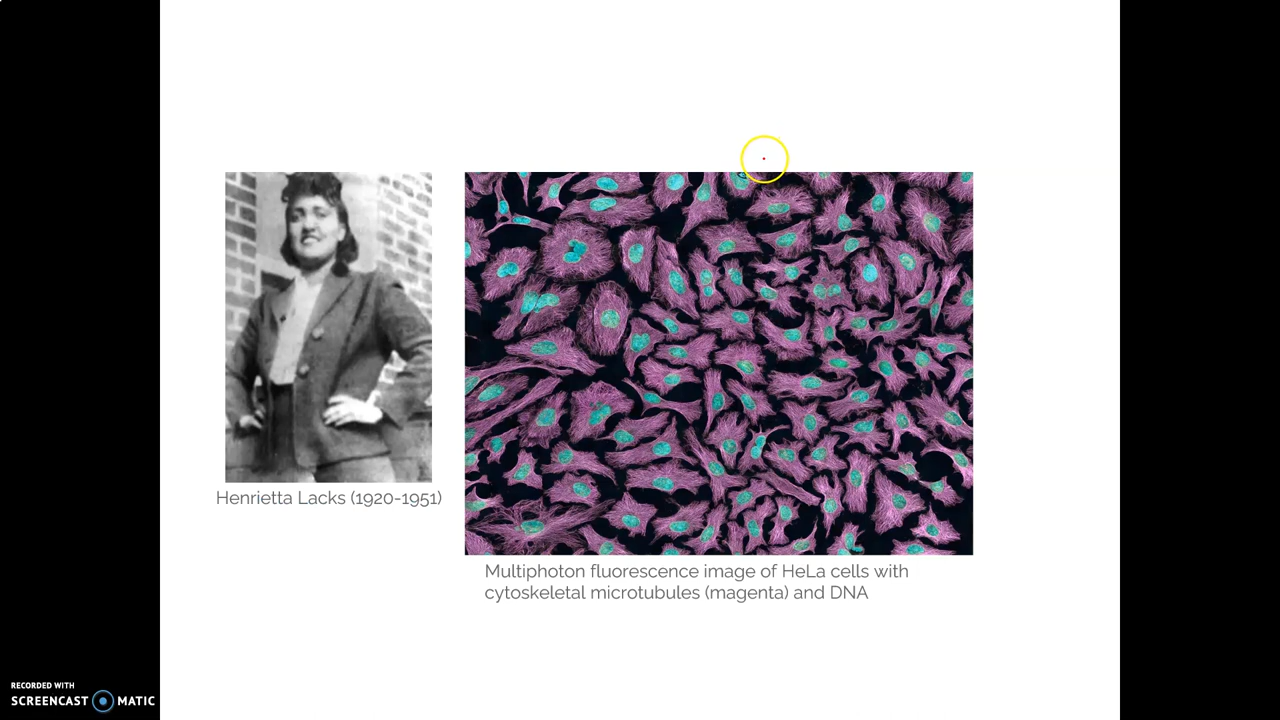 Henrietta Lacks (1920-1951)
Multiphoton fluorescence image of HeLa cells with
cytoskeletal microtubules (magenta) and DNA
RECORDED WITH
SCREENCAST MATIC